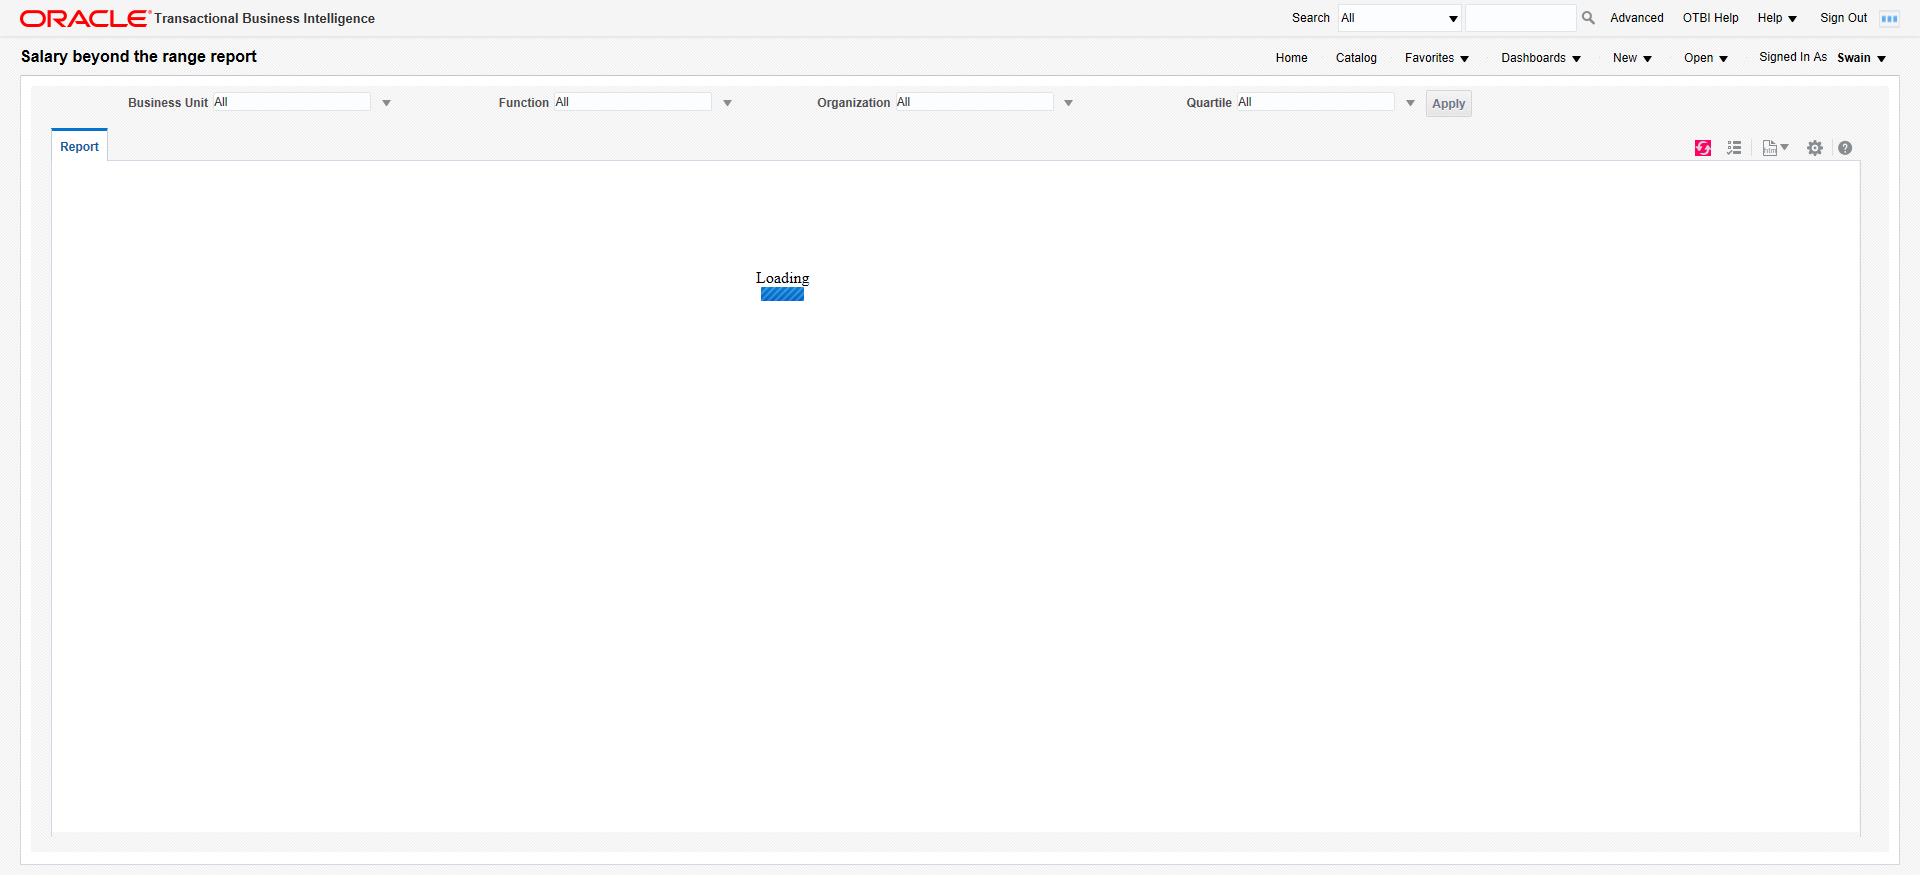 ORACLE Transactional Business Intelligence Search All Advanced OTBI Help Help Sign Out
Salary beyond the range report Home Catalog Favorites Dashboards New Open Signed In As Swain
Business Unit All Function All Organization All Quartile All Apply
Report
Loading